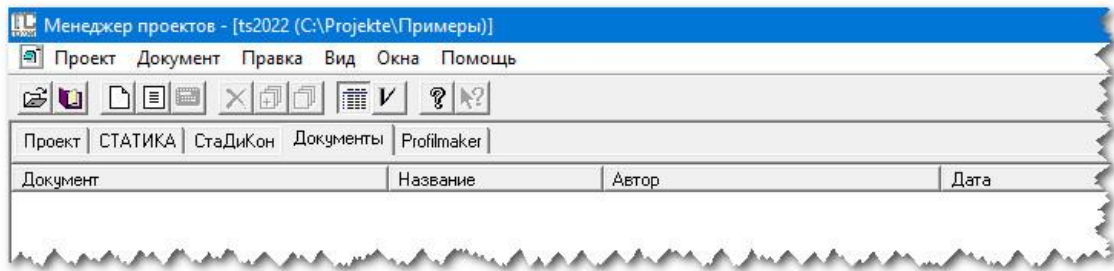 Менеджер проектов - [ts2022 (C:\Projekte\Примеры)]
Проект Документ Правка Вид Окна Помощь
Проект СТАТИКА СтаДиКон Документы Profilmaker
Документ Название Автор Дата